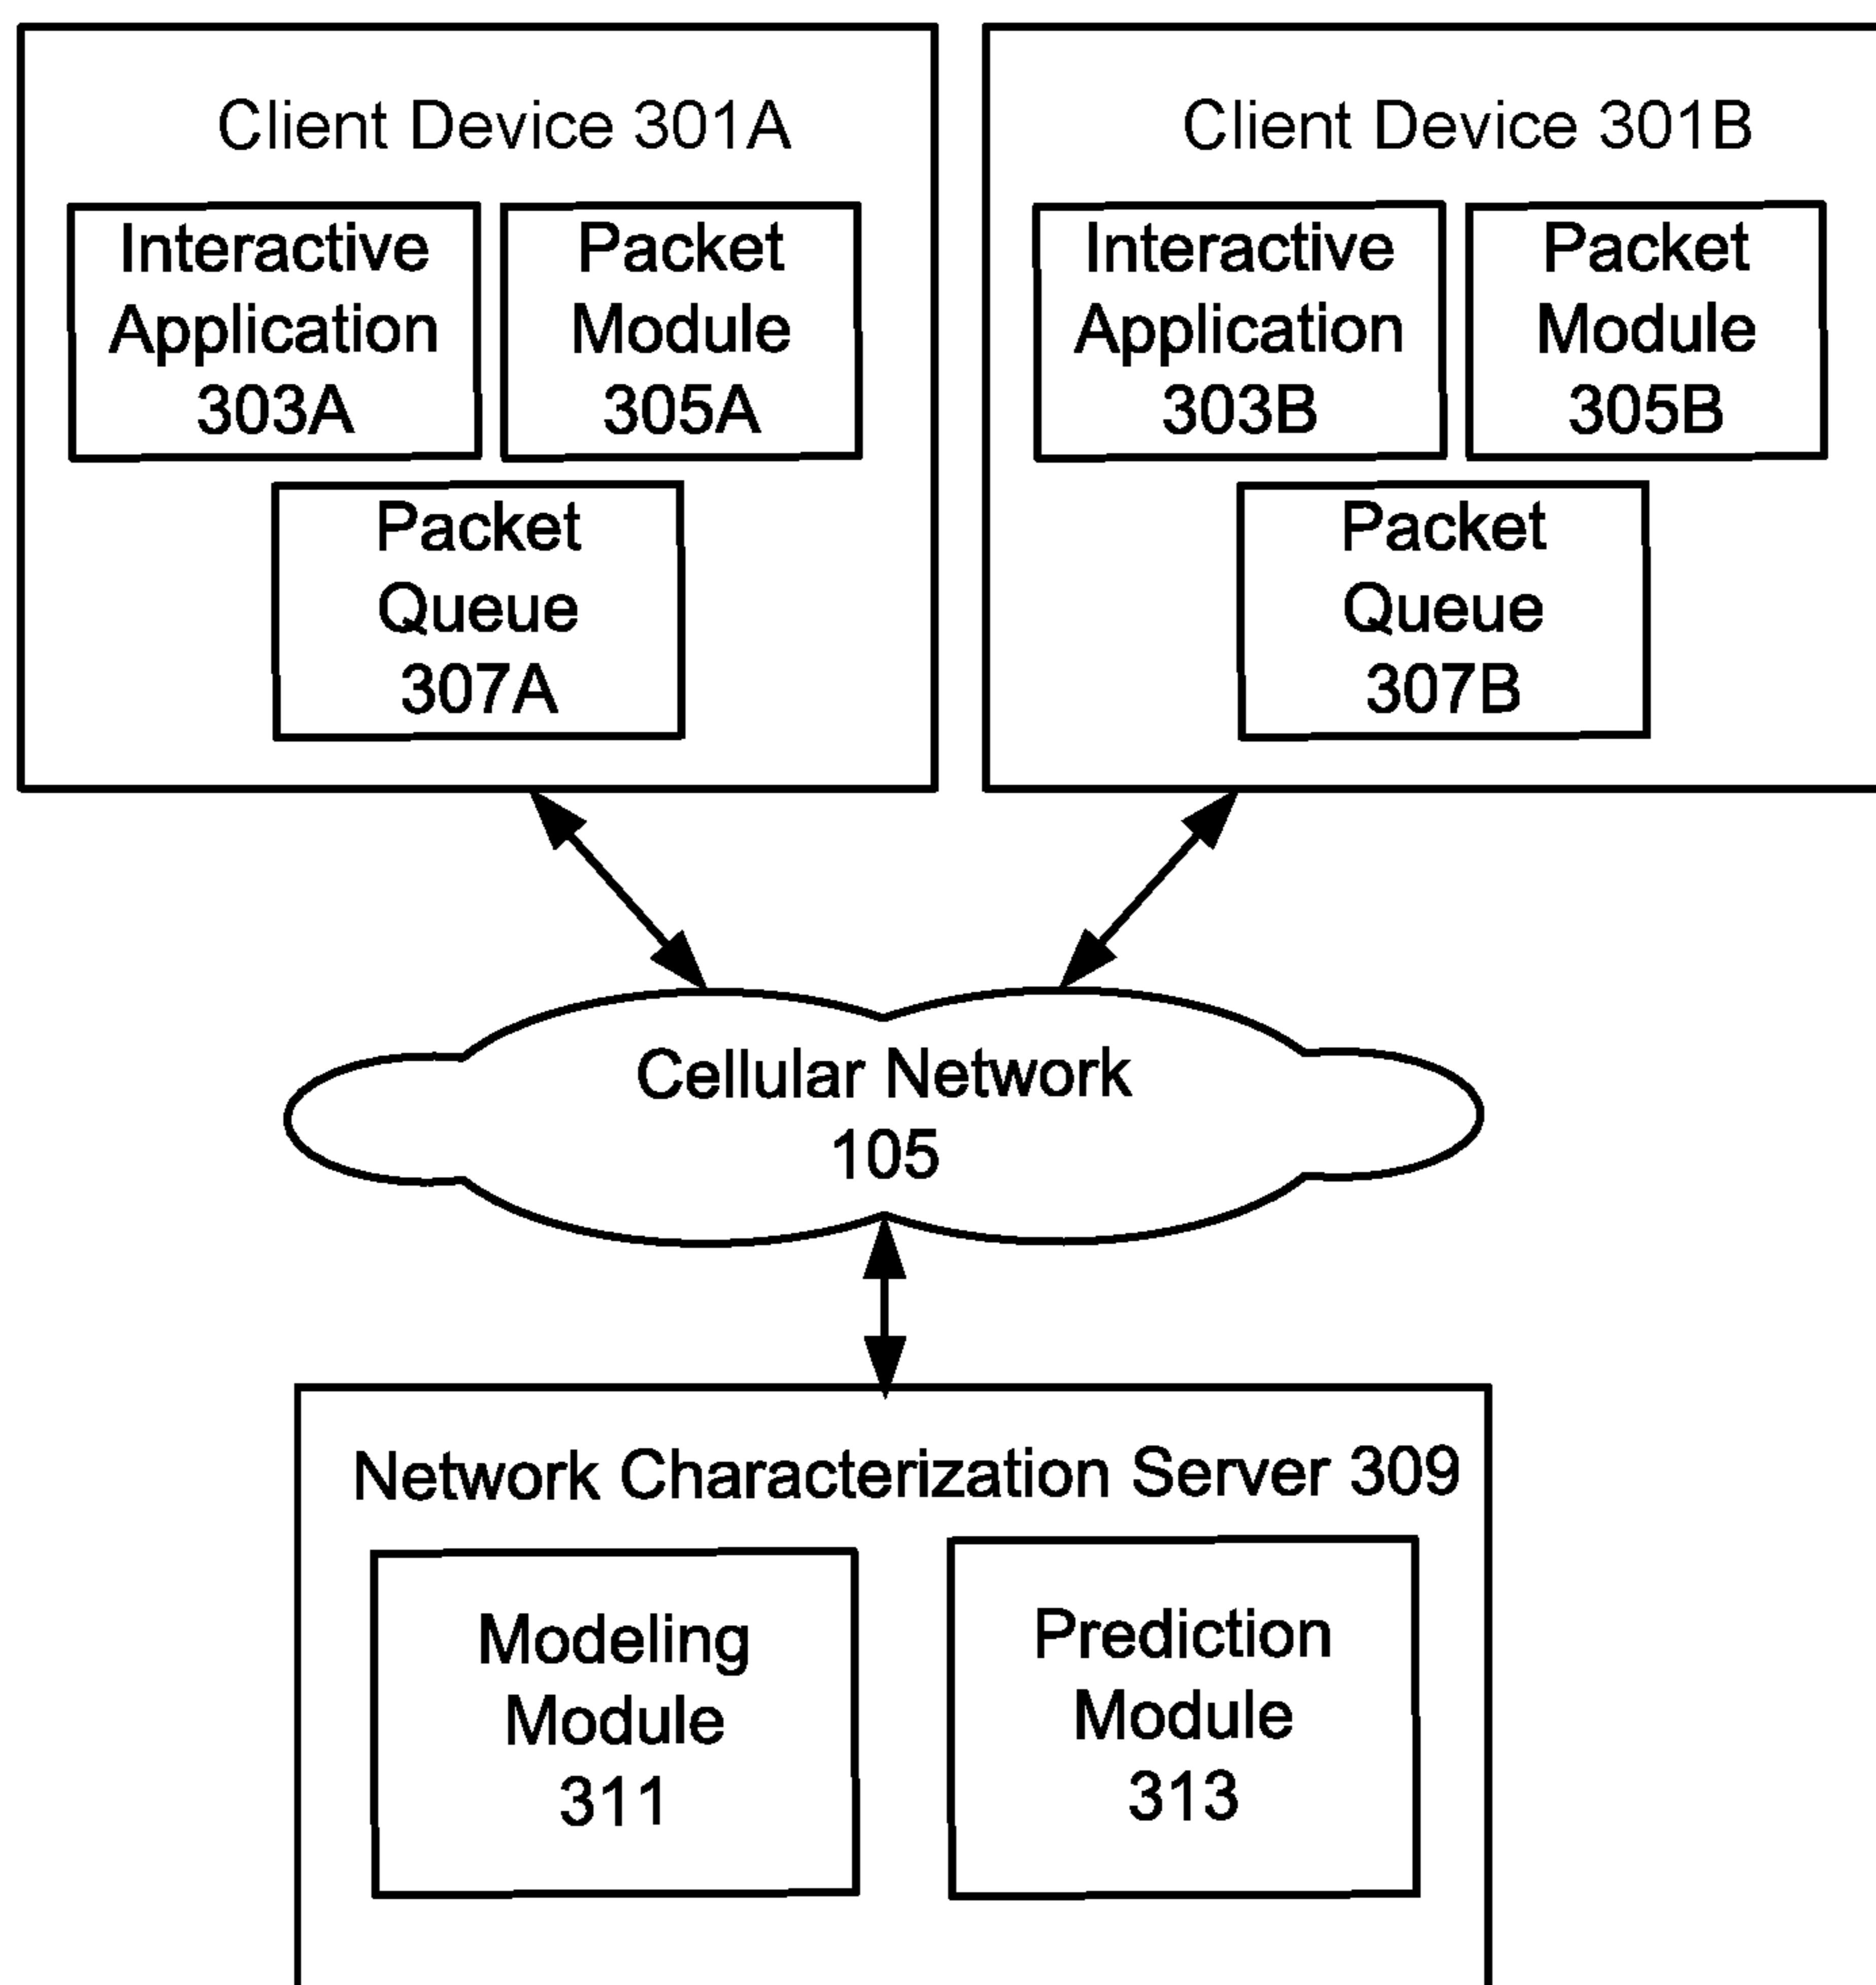 Client Device 301A
Interactive
Application
303A
Packet
Module
305A
Packet
Queue
307A
Client Device 301B
Interactive
Application
303B
Packet
Module
305B
Packet
Queue
307B
Cellular Network
105
Network Characterization Server 309
Modeling
Module
311
Prediction
Module
313